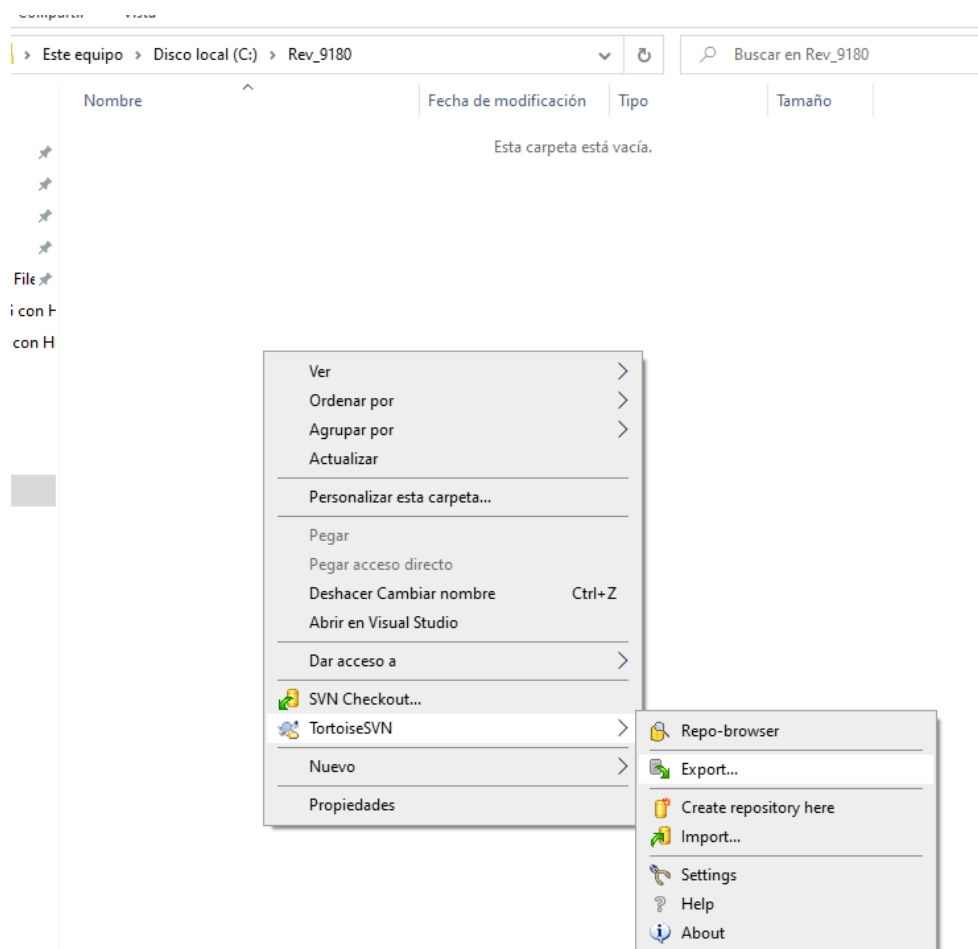 Este equipo > Disco local (C:) > Rev_9180
Buscar en Rev_9180
Nombre Fecha de modificación Tipo Tamaño
Esta carpeta está vacía.
File
con H
con H
Ver
Ordenar por
Agrupar por
Actualizar
Personalizar esta carpeta...
Pegar
Pegar acceso directo
Deshacer Cambiar nombre Ctrl+Z
Abrir en Visual Studio
Dar acceso a
SVN Checkout...
TortoiseSVN
Nuevo
Propiedades
Repo-browser
Export...
Create repository here
Import...
Settings
Help
About